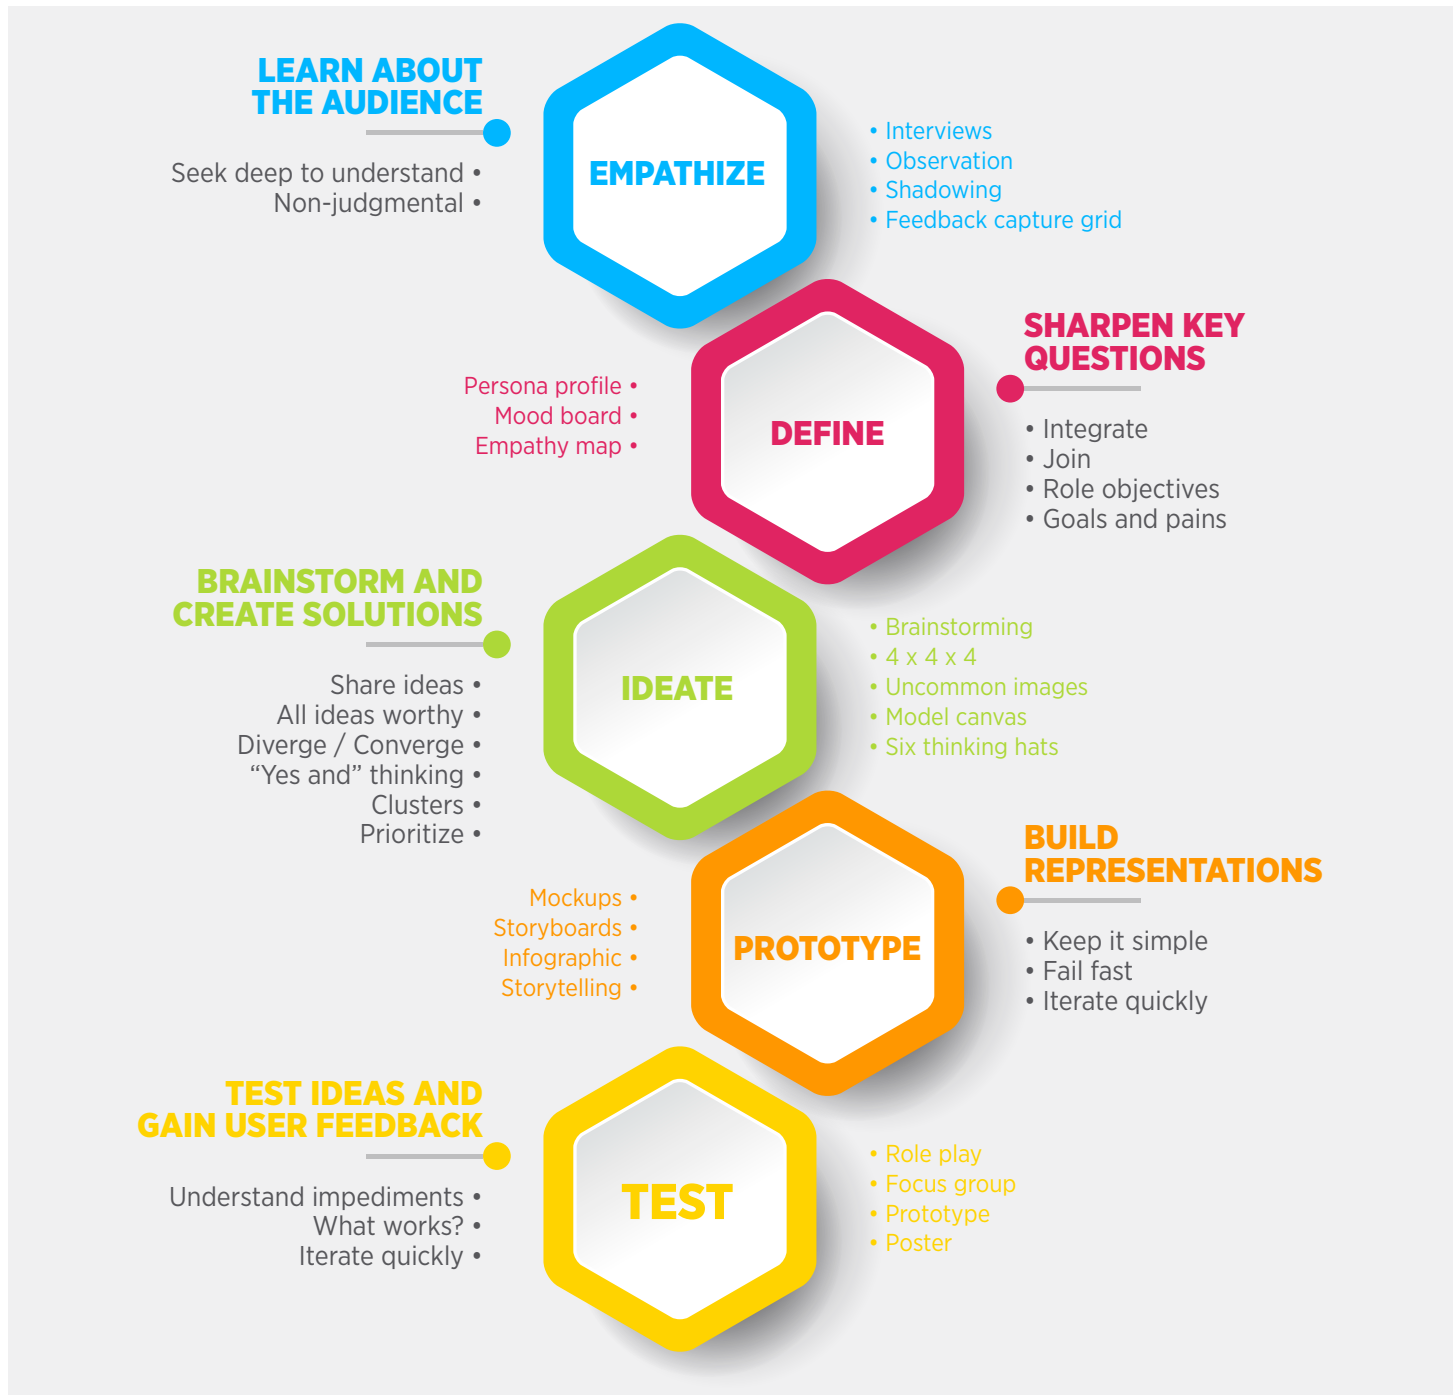 LEARN ABOUT
THE AUDIENCE
Seek deep to understand •
Non-judgmental •
EMPATHIZE
• Interviews
• Observation
• Shadowing
• Feedback capture grid
Persona profile •
Mood board •
Empathy map •
DEFINE
SHARPEN KEY
QUESTIONS
• Integrate
• Join
• Role objectives
• Goals and pains
BRAINSTORM AND
CREATE SOLUTIONS
Share ideas •
All ideas worthy •
Diverge / Converge •
“Yes and” thinking •
Clusters •
Prioritize •
IDEATE
• Brainstorming
• 4 x 4 x 4
• Uncommon images
• Model canvas
• Six thinking hats
Mockups •
Storyboards •
Infographic •
Storytelling •
PROTOTYPE
BUILD
REPRESENTATIONS
• Keep it simple
• Fail fast
• Iterate quickly
TEST IDEAS AND
GAIN USER FEEDBACK
Understand impediments •
What works? •
Iterate quickly •
TEST
• Role play
• Focus group
• Prototype
• Poster